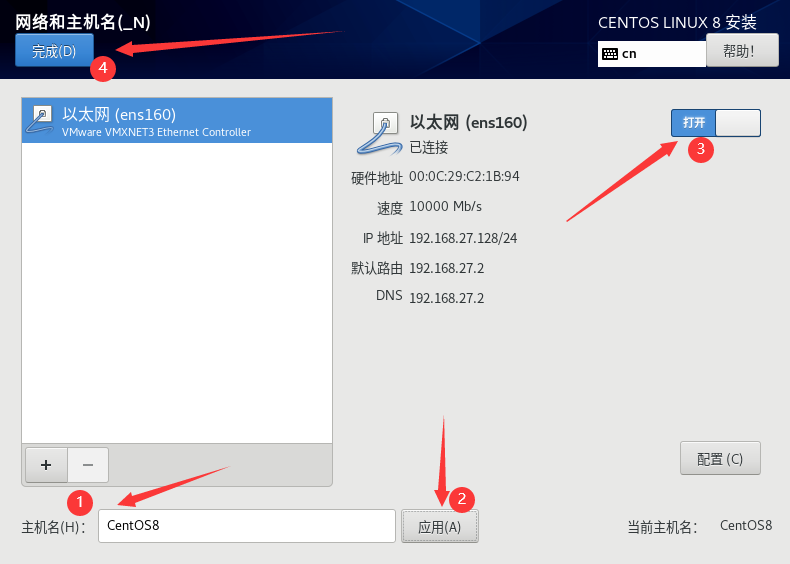 网络和主机名(_N)
CENTOS LINUX 8 安装
完成(D)
cn
帮助!
4
以太网 (ens160)
VMware VMXNET3 Ethernet Controller
以太网 (ens160)
已连接
打开
3
硬件地址 00:0C:29:C2:1B:94
速度 10000 Mb/s
IP 地址 192.168.27.128/24
默认路由 192.168.27.2
DNS 192.168.27.2
+ −
配置 (C)
1
2
主机名(H)： CentOS8
应用(A)
当前主机名： CentOS8